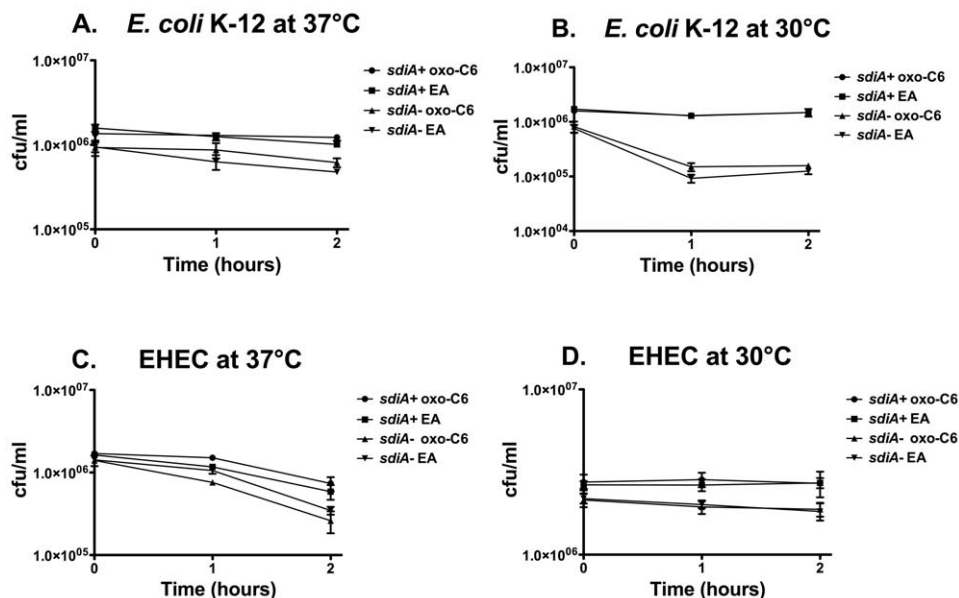 A. E. coli K-12 at 37°C
1.0×10⁰⁷
1.0×10⁰⁶
1.0×10⁰⁵
cfu/ml
0 1 2
Time (hours)
sdiA+ oxo-C6
sdiA+ EA
sdiA- oxo-C6
sdiA- EA
B. E. coli K-12 at 30°C
1.0×10⁰⁷
1.0×10⁰⁶
1.0×10⁰⁵
1.0×10⁰⁴
cfu/ml
0 1 2
Time (hours)
sdiA+ oxo-C6
sdiA+ EA
sdiA- oxo-C6
sdiA- EA
C. EHEC at 37°C
1.0×10⁰⁷
1.0×10⁰⁶
1.0×10⁰⁵
cfu/ml
0 1 2
Time (hours)
sdiA+ oxo-C6
sdiA+ EA
sdiA- oxo-C6
sdiA- EA
D. EHEC at 30°C
1.0×10⁰⁷
1.0×10⁰⁶
cfu/ml
0 1 2
Time (hours)
sdiA+ oxo-C6
sdiA+ EA
sdiA- oxo-C6
sdiA- EA